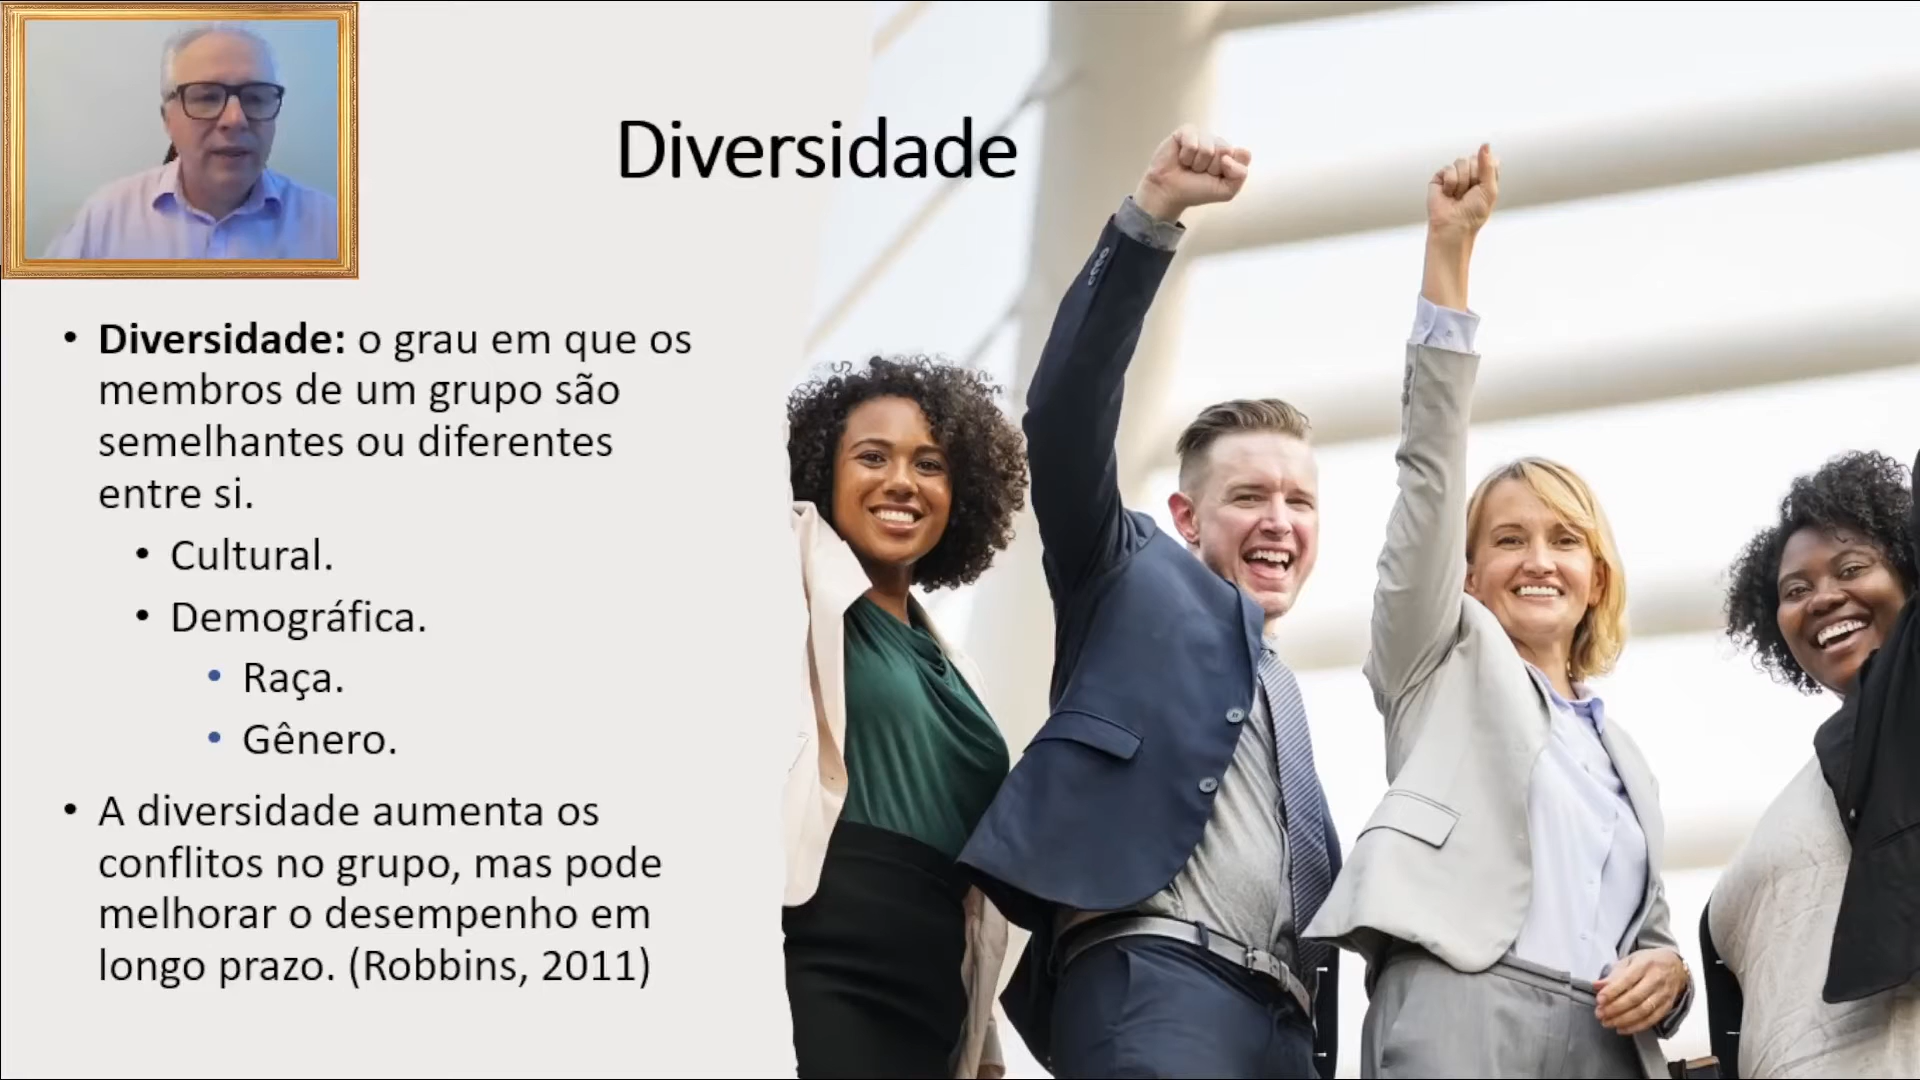 Diversidade
• Diversidade: o grau em que os
membros de um grupo são
semelhantes ou diferentes
entre si.
• Cultural.
• Demográfica.
• Raça.
• Gênero.
• A diversidade aumenta os
conflitos no grupo, mas pode
melhorar o desempenho em
longo prazo. (Robbins, 2011)